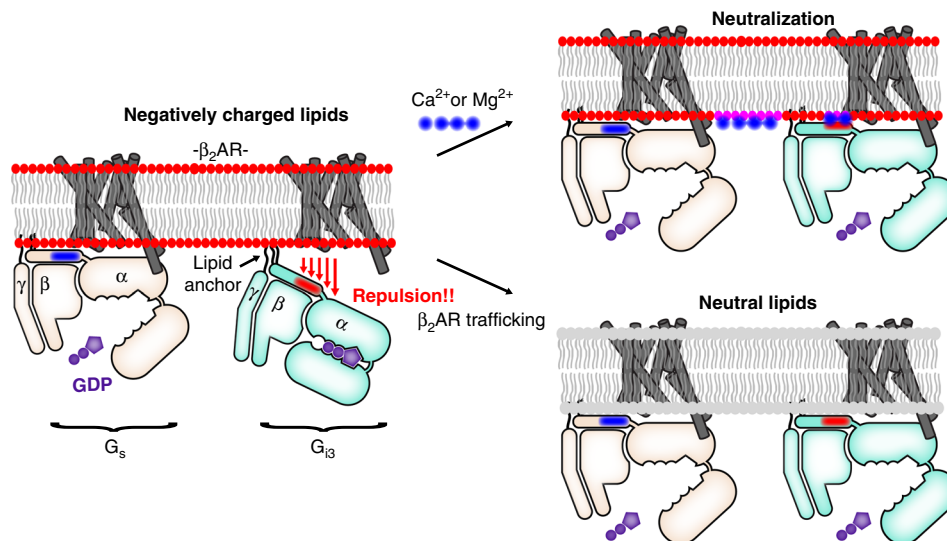 Neutralization
Ca²⁺or Mg²⁺
Negatively charged lipids
-β₂AR-
Lipid
anchor
γ
β
α
GDP
γ
β
α
Repulsion!!
β₂AR trafficking
Neutral lipids
Gₛ
Gᵢ₃